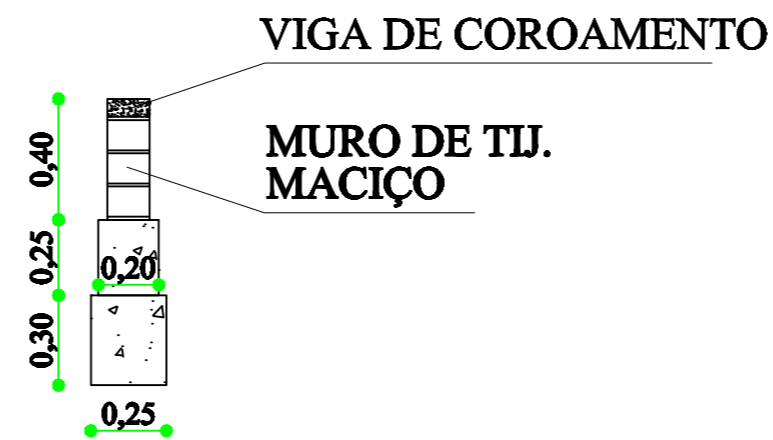 VIGA DE COROAMENTO
MURO DE TIJ.
MACIÇO
0,40
0,25
0,20
0,30
0,25